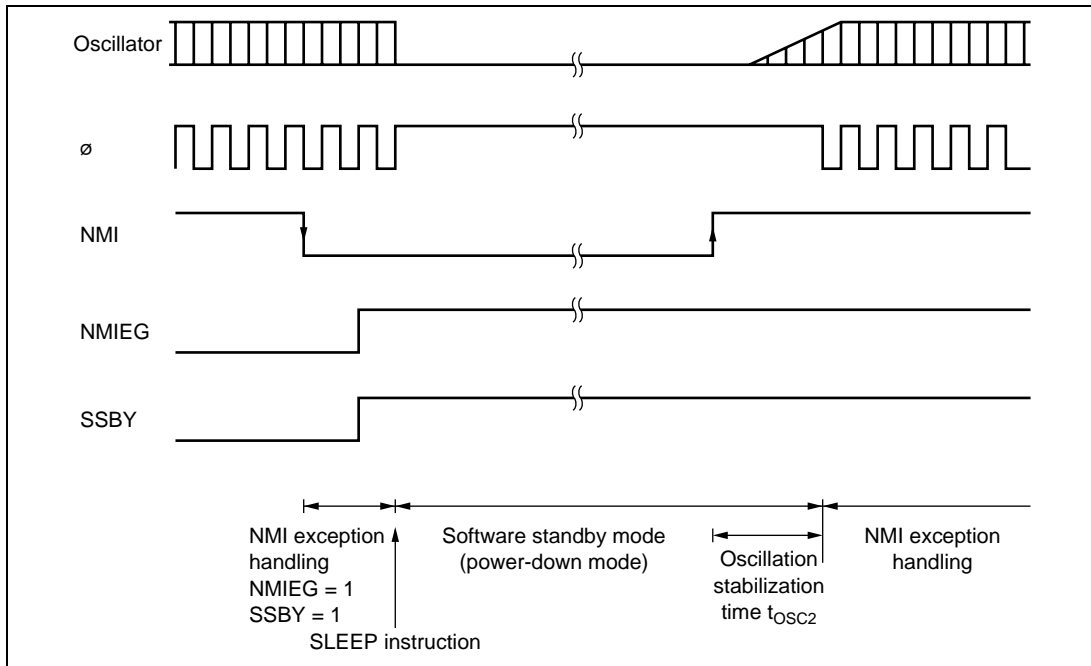 Oscillator
ø
NMI
NMIEG
SSBY
NMI exception
handling
NMIEG = 1
SSBY = 1
SLEEP instruction
Software standby mode
(power-down mode)
Oscillation
stabilization
time tOSC2
NMI exception
handling